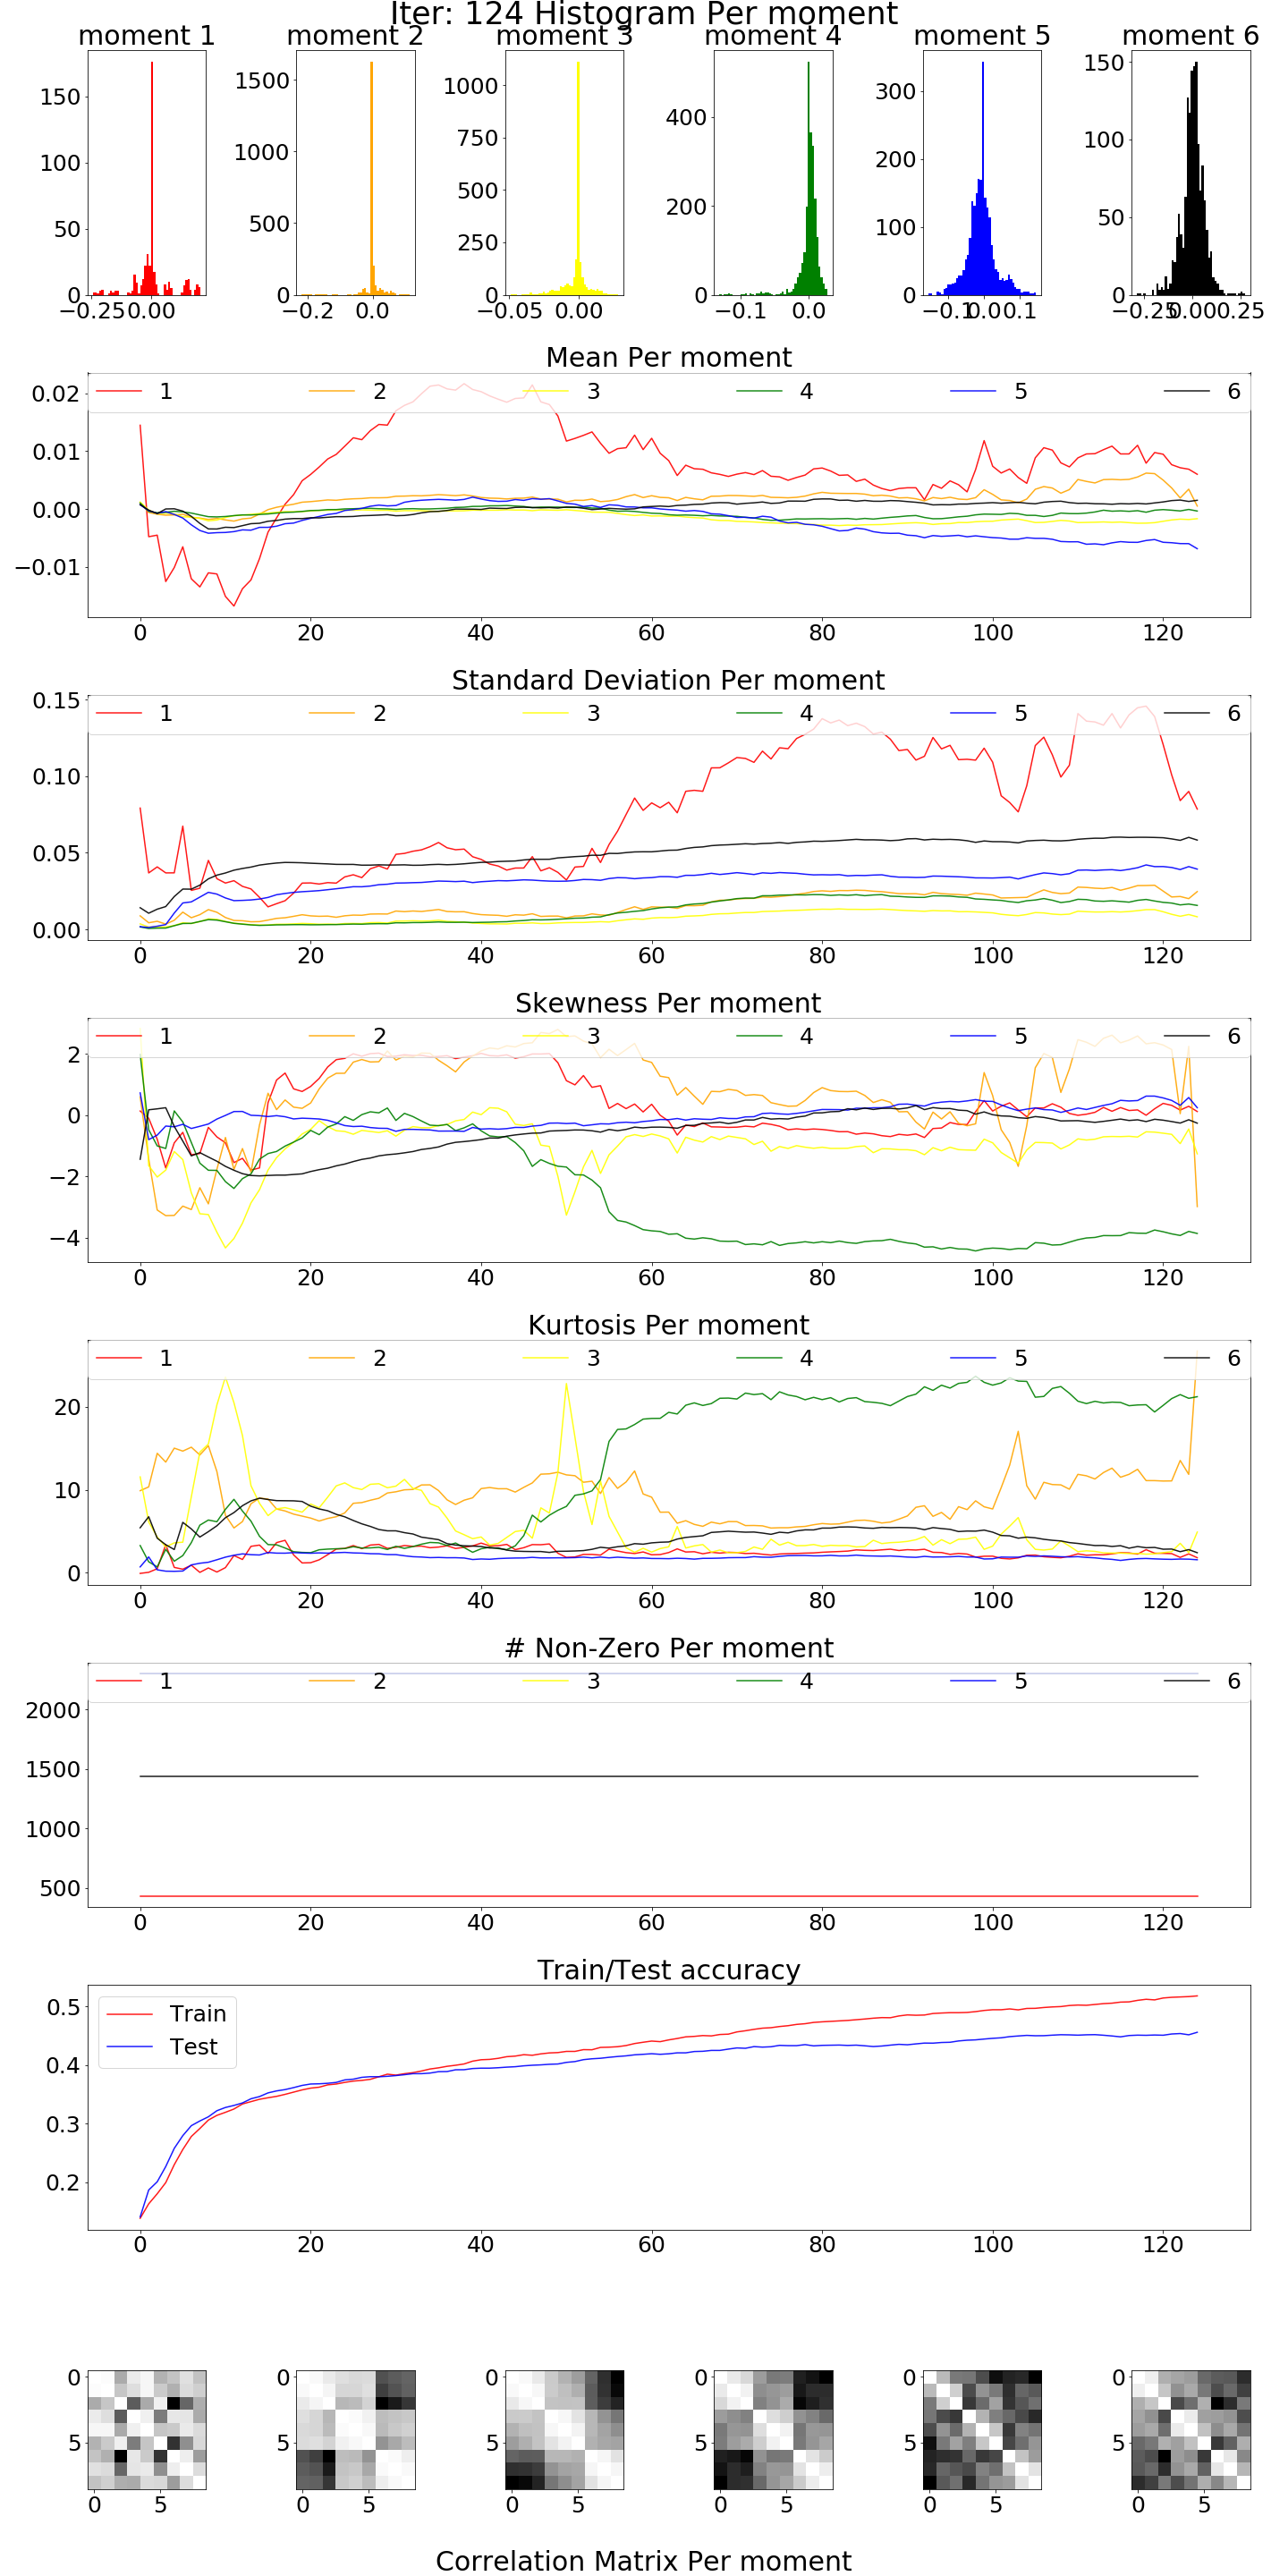 Iter: 124 Histogram Per moment
moment 1 moment 2 moment 3 moment 4 moment 5 moment 6
150 100 50 0
−0.25 0.00
1500 1000 500 0
−0.2 0.0
1000 750 500 250 0
−0.05 0.00
400 200 0
−0.1 0.0
300 200 100 0
−0.1 0.0 0.1
150 100 50 0
−0.25 0.00 0.25
Mean Per moment
1 2 3 4 5 6
0.02
0.01
0.00
−0.01
0 20 40 60 80 100 120
Standard Deviation Per moment
1 2 3 4 5 6
0.15
0.10
0.05
0.00
0 20 40 60 80 100 120
Skewness Per moment
1 2 3 4 5 6
2
0
−2
−4
0 20 40 60 80 100 120
Kurtosis Per moment
1 2 3 4 5 6
20
10
0
0 20 40 60 80 100 120
# Non-Zero Per moment
1 2 3 4 5 6
2000
1500
1000
500
0 20 40 60 80 100 120
Train/Test accuracy
Train
Test
0.5
0.4
0.3
0.2
0 20 40 60 80 100 120
0 0 0 0 0 0
5 5 5 5 5 5
0 5 0 5 0 5 0 5 0 5 0 5
Correlation Matrix Per moment